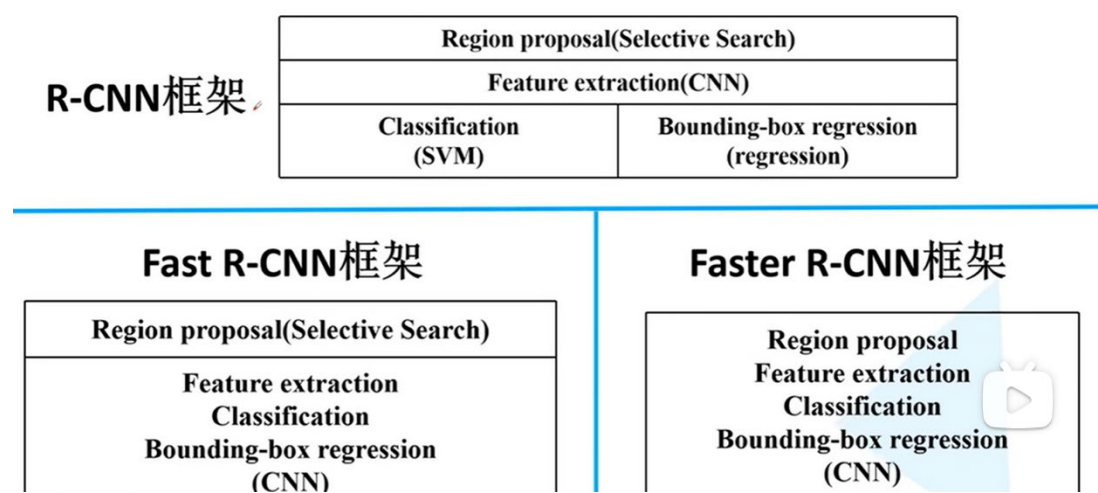 Region proposal(Selective Search)
R-CNN框架
Feature extraction(CNN)
Classification
(SVM)
Bounding-box regression
(regression)
Fast R-CNN框架
Region proposal(Selective Search)
Feature extraction
Classification
Bounding-box regression
(CNN)
Faster R-CNN框架
Region proposal
Feature extraction
Classification
Bounding-box regression
(CNN)